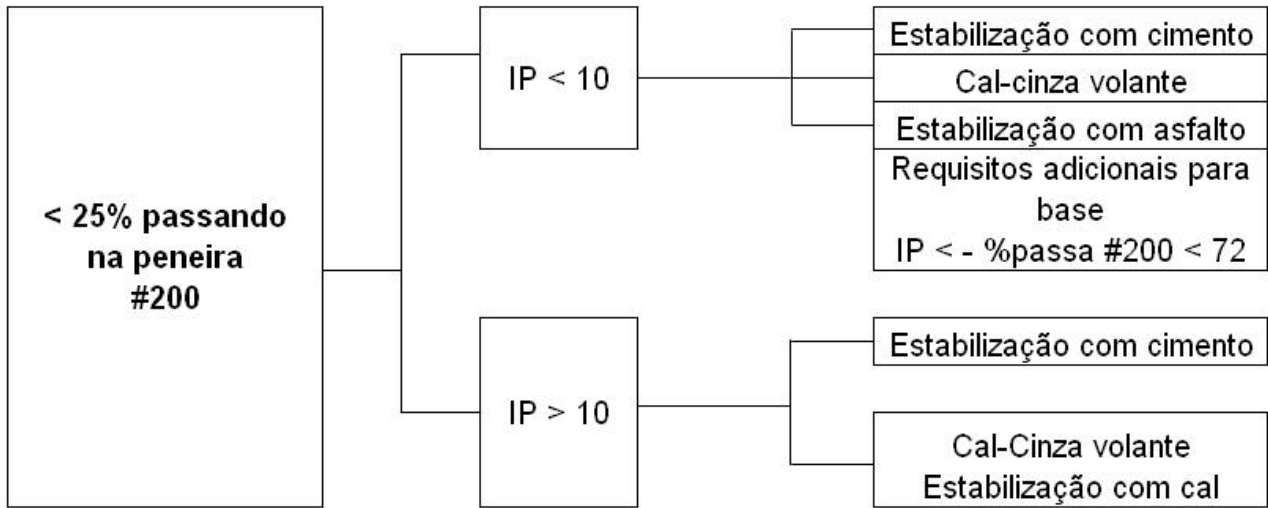 < 25% passando
na peneira
#200
IP < 10
Estabilização com cimento
Cal-cinza volante
Estabilização com asfalto
Requisitos adicionais para
base
IP < - %passa #200 < 72
IP > 10
Estabilização com cimento
Cal-Cinza volante
Estabilização com cal